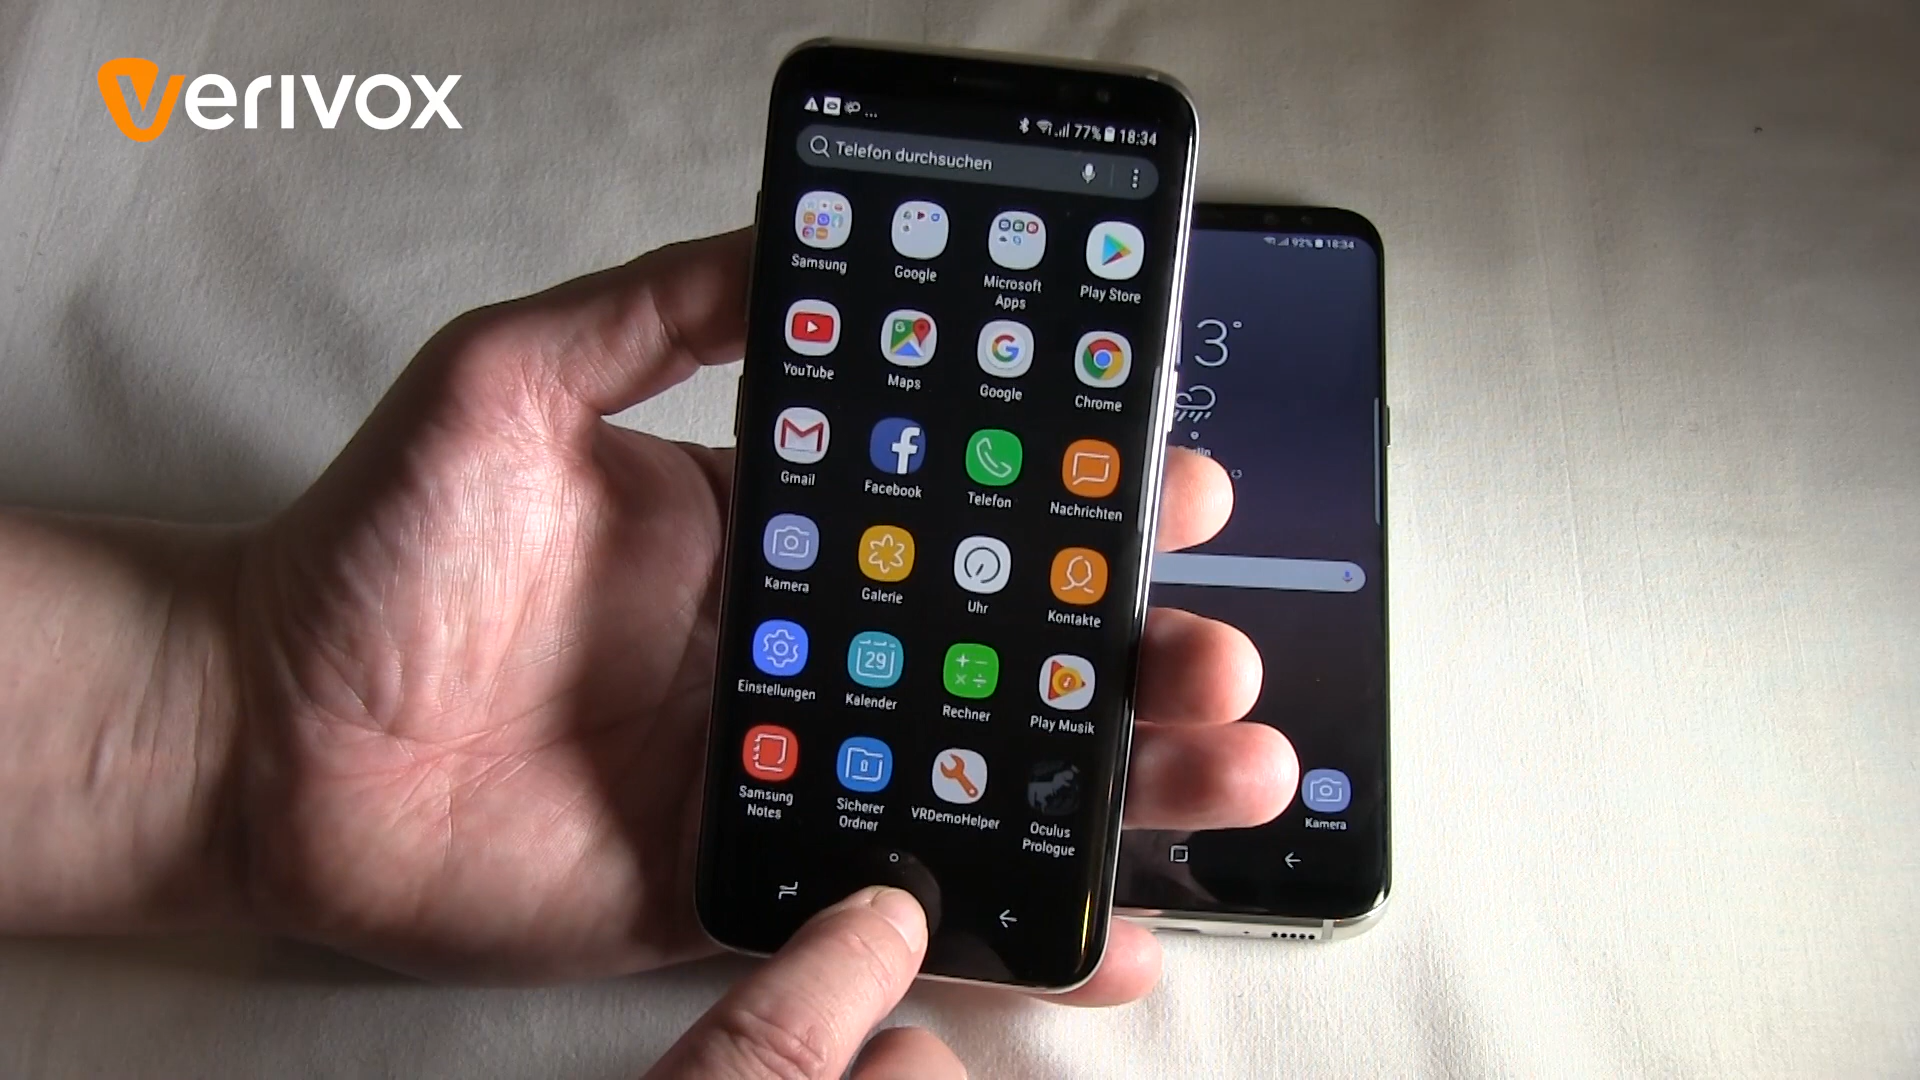 Verivox
77% 18:34
Telefon durchsuchen
92% 18:34
Samsung
Google
Microsoft
Apps
Play Store
13°
YouTube
Maps
Google
Chrome
Gmail
Facebook
Telefon
Nachrichten
Kamera
Galerie
Uhr
Kontakte
29
Einstellungen
Kalender
Rechner
Play Musik
Samsung
Notes
Sicherer
Ordner
VRDemoHelper
Oculus
Prologue
Kamera